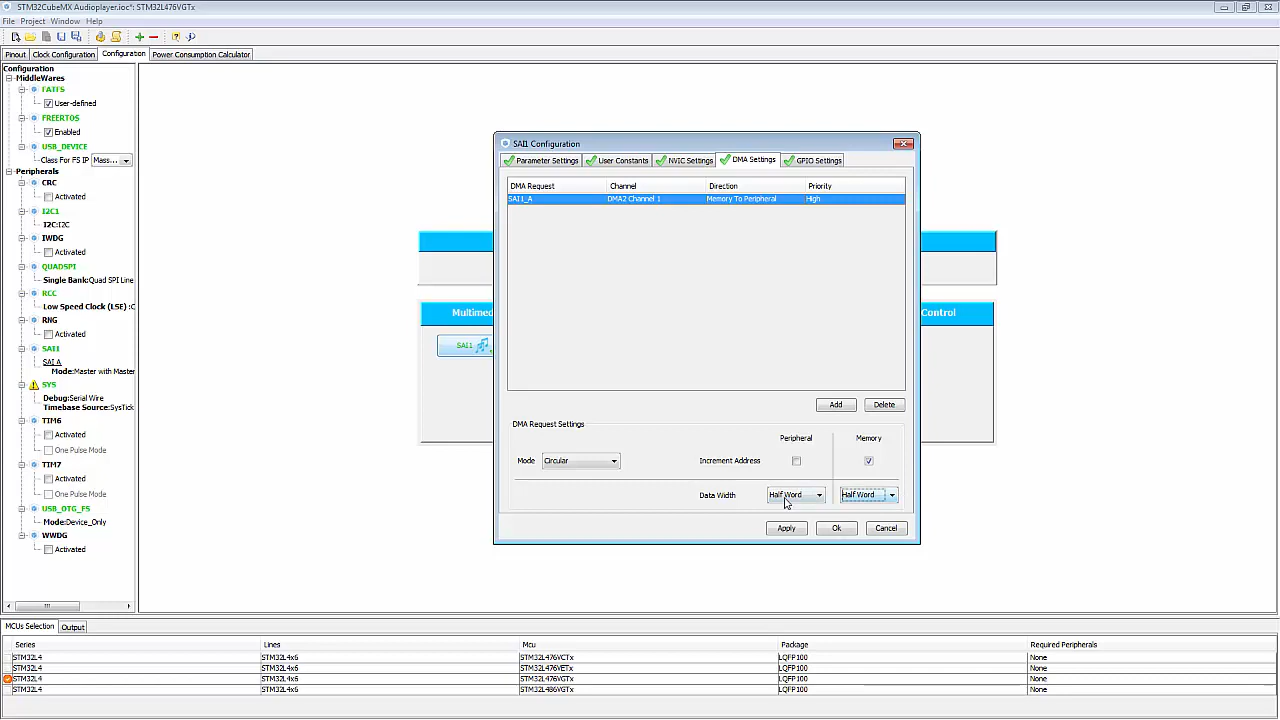 STM32CubeMX Audioplayer.ioc*: STM32L476VGTx
File Project Window Help
Pinout Clock Configuration Configuration Power Consumption Calculator
Configuration
MiddleWares
FATFS
User-defined
FREERTOS
Enabled
USB_DEVICE
Class For FS IP Mass...
Peripherals
CRC
Activated
I2C1
I2C:I2C
IWDG
Activated
QUADSPI
Single Bank:Quad SPI Line
RCC
Low Speed Clock (LSE) :C
RNG
Activated
SAI1
SAI A
Mode:Master with Master
SYS
Debug:Serial Wire
Timebase Source:SysTick
TIM6
Activated
One Pulse Mode
TIM7
Activated
One Pulse Mode
USB_OTG_FS
Mode:Device_Only
WWDG
Activated
Multimed
SAI1
Control
SAI1 Configuration
Parameter Settings User Constants NVIC Settings DMA Settings GPIO Settings
DMA Request Channel Direction Priority
SAI1_A DMA2 Channel 1 Memory To Peripheral High
Add Delete
DMA Request Settings
Peripheral Memory
Mode Circular Increment Address
Data Width Half Word Half Word
Apply Ok Cancel
MCUs Selection Output
Series Lines Mcu Package Required Peripherals
STM32L4 STM32L4x6 STM32L476VCTx LQFP100 None
STM32L4 STM32L4x6 STM32L476VETx LQFP100 None
STM32L4 STM32L4x6 STM32L476VGTx LQFP100 None
STM32L4 STM32L4x6 STM32L486VGTx LQFP100 None